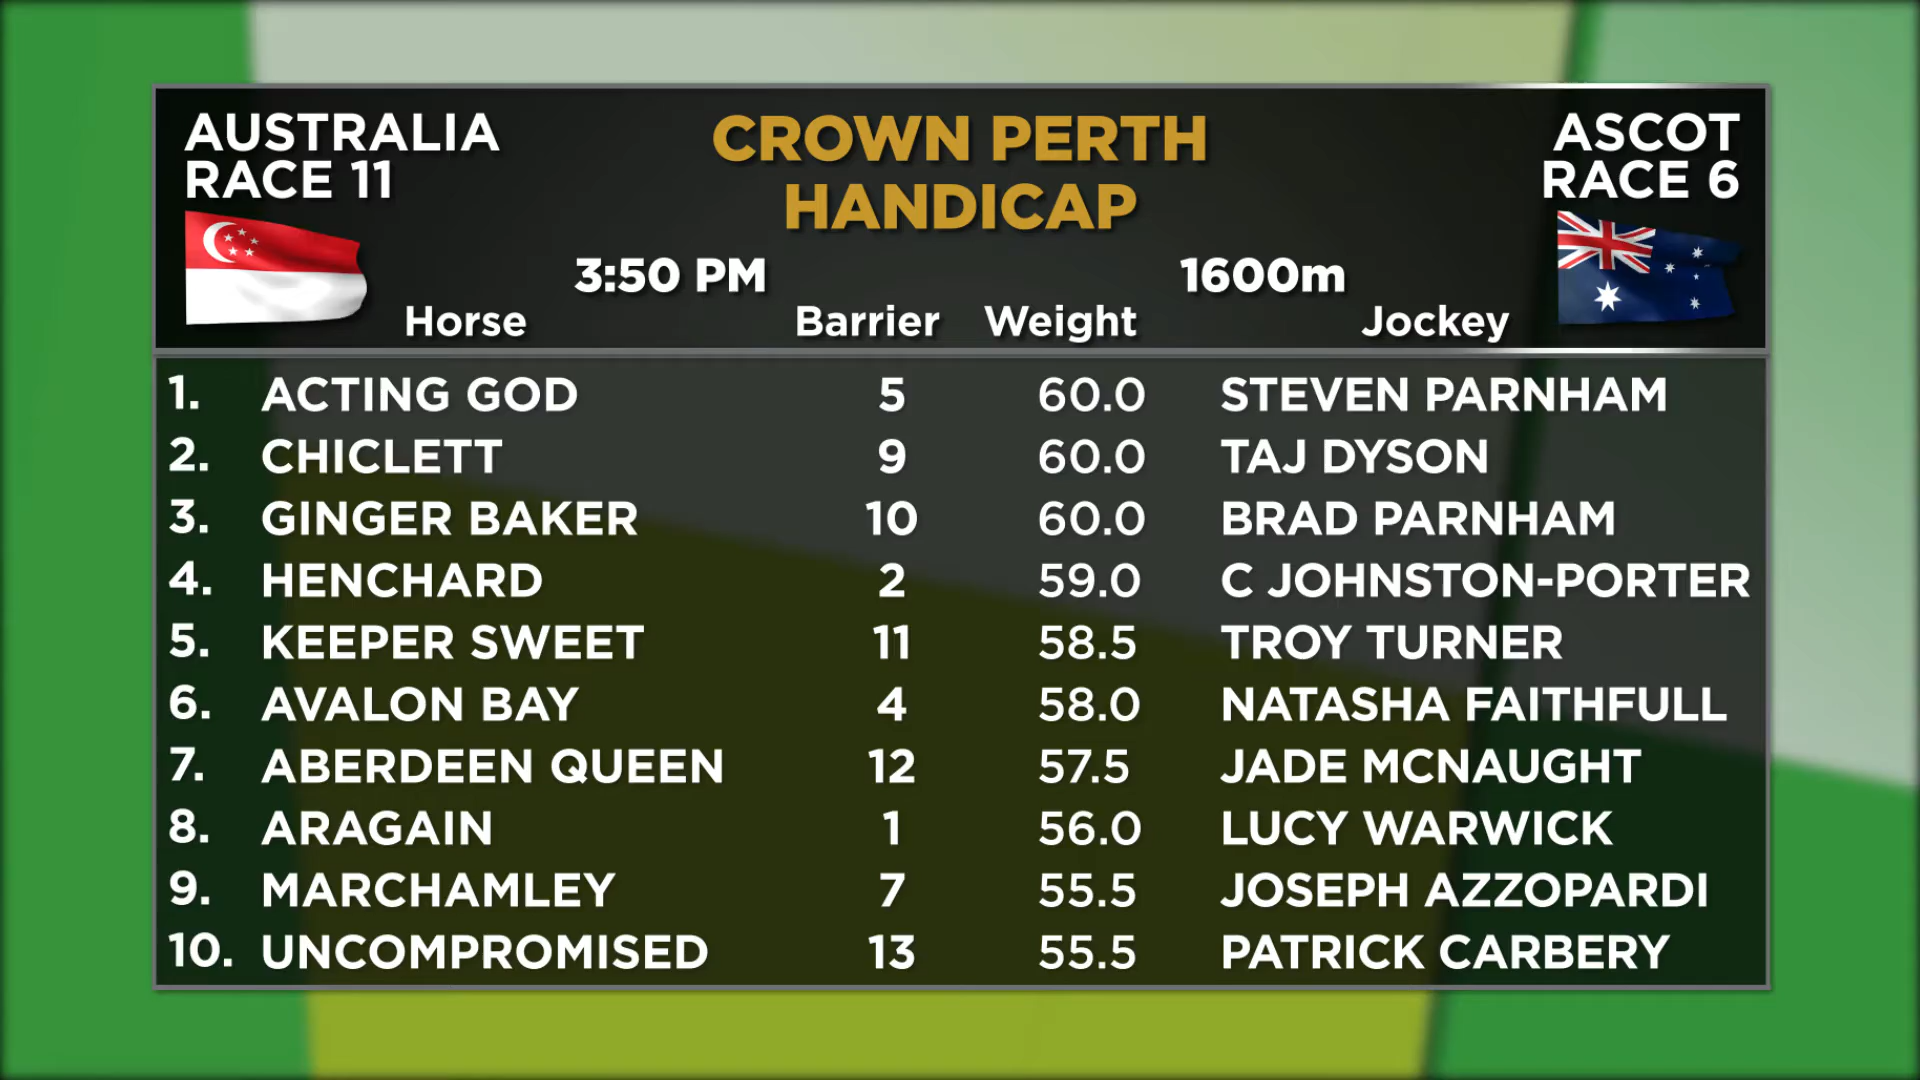 AUSTRALIA
RACE 11
CROWN PERTH
HANDICAP
ASCOT
RACE 6
3:50 PM
1600m
Horse Barrier Weight Jockey
1. ACTING GOD 5 60.0 STEVEN PARNHAM
2. CHICLETT 9 60.0 TAJ DYSON
3. GINGER BAKER 10 60.0 BRAD PARNHAM
4. HENCHARD 2 59.0 C JOHNSTON-PORTER
5. KEEPER SWEET 11 58.5 TROY TURNER
6. AVALON BAY 4 58.0 NATASHA FAITHFULL
7. ABERDEEN QUEEN 12 57.5 JADE MCNAUGHT
8. ARAGAIN 1 56.0 LUCY WARWICK
9. MARCHAMLEY 7 55.5 JOSEPH AZZOPARDI
10. UNCOMPROMISED 13 55.5 PATRICK CARBERY